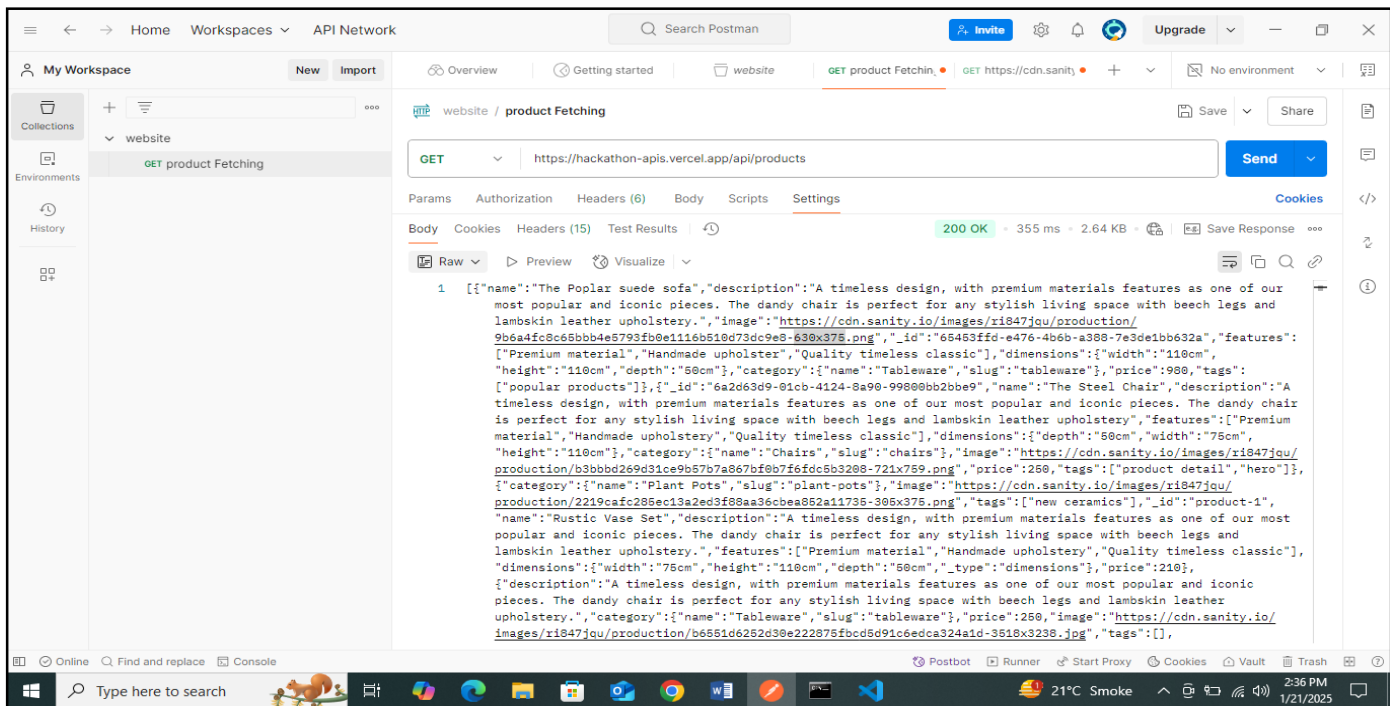 Home Workspaces API Network Search Postman Invite Upgrade
My Workspace New Import Overview Getting started website GET product Fetchin GET https://cdn.sanity No environment
Collections
Environments
History
website
GET product Fetching
HTTP website / product Fetching Save Share
GET https://hackathon-apis.vercel.app/api/products Send
Params Authorization Headers (6) Body Scripts Settings Cookies
Body Cookies Headers (15) Test Results 200 OK 355 ms 2.64 KB e.g. Save Response
Raw Preview Visualize
1 [{"name":"The Poplar suede sofa","description":"A timeless design, with premium materials features as one of our
most popular and iconic pieces. The dandy chair is perfect for any stylish living space with beech legs and
lambskin leather upholstery.","image":"https://cdn.sanity.io/images/ri847jqu/production/
9b6a4fc8c65bbb4e5793fb0e1116b510d73dc9e8-630x375.png","_id":"65453ffd-e476-4b6b-a388-7e3de1bb632a","features":
["Premium material","Handmade upholster","Quality timeless classic"],"dimensions":{"width":"110cm",
"height":"110cm","depth":"50cm"},"category":{"name":"Tableware","slug":"tableware"},"price":980,"tags":
["popular products"]},{"_id":"6a2d63d9-01cb-4124-8a90-99800bb2bbe9","name":"The Steel Chair","description":"A
timeless design, with premium materials features as one of our most popular and iconic pieces. The dandy chair
is perfect for any stylish living space with beech legs and lambskin leather upholstery","features":["Premium
material","Handmade upholstery","Quality timeless classic"],"dimensions":{"depth":"50cm","width":"75cm",
"height":"110cm"},"category":{"name":"Chairs","slug":"chairs"},"image":"https://cdn.sanity.io/images/ri847jqu/
production/b3bbbd269d31ce9b57b7a867bf0b7f6fdc5b3208-721x759.png","price":250,"tags":["product detail","hero"]},
{"category":{"name":"Plant Pots","slug":"plant-pots"},"image":"https://cdn.sanity.io/images/ri847jqu/
production/2219cafc285ec13a2ed3f88aa36cbea852a11735-305x375.png","tags":["new ceramics"],"_id":"product-1",
"name":"Rustic Vase Set","description":"A timeless design, with premium materials features as one of our most
popular and iconic pieces. The dandy chair is perfect for any stylish living space with beech legs and
lambskin leather upholstery.","features":["Premium material","Handmade upholstery","Quality timeless classic"],
"dimensions":{"width":"75cm","height":"110cm","depth":"50cm","_type":"dimensions"},"price":210},
{"description":"A timeless design, with premium materials features as one of our most popular and iconic
pieces. The dandy chair is perfect for any stylish living space with beech legs and lambskin leather
upholstery.","category":{"name":"Tableware","slug":"tableware"},"price":250,"image":"https://cdn.sanity.io/
images/ri847jqu/production/b6551d6252d30e222875fbcd5d91c6edca324a1d-3518x3238.jpg","tags":[],
Online Find and replace Console Postbot Runner Start Proxy Cookies Vault Trash
Type here to search 21°C Smoke 2:36 PM
1/21/2025